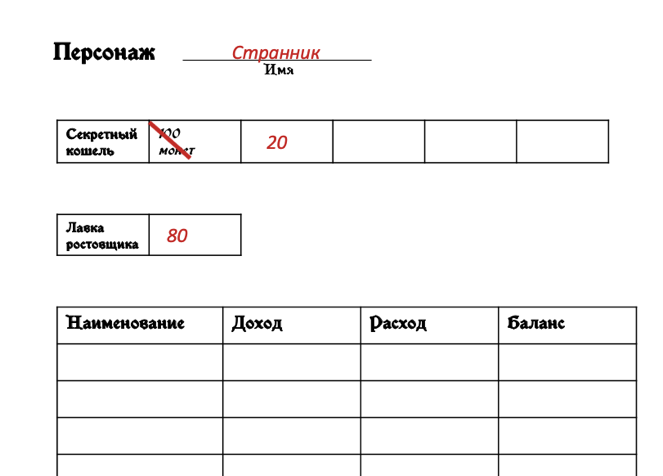 Персонаж Странник
Имя
Секретный кошель 100 монет 20
Лавка ростовщика 80
Наименование Доход Расход Баланс